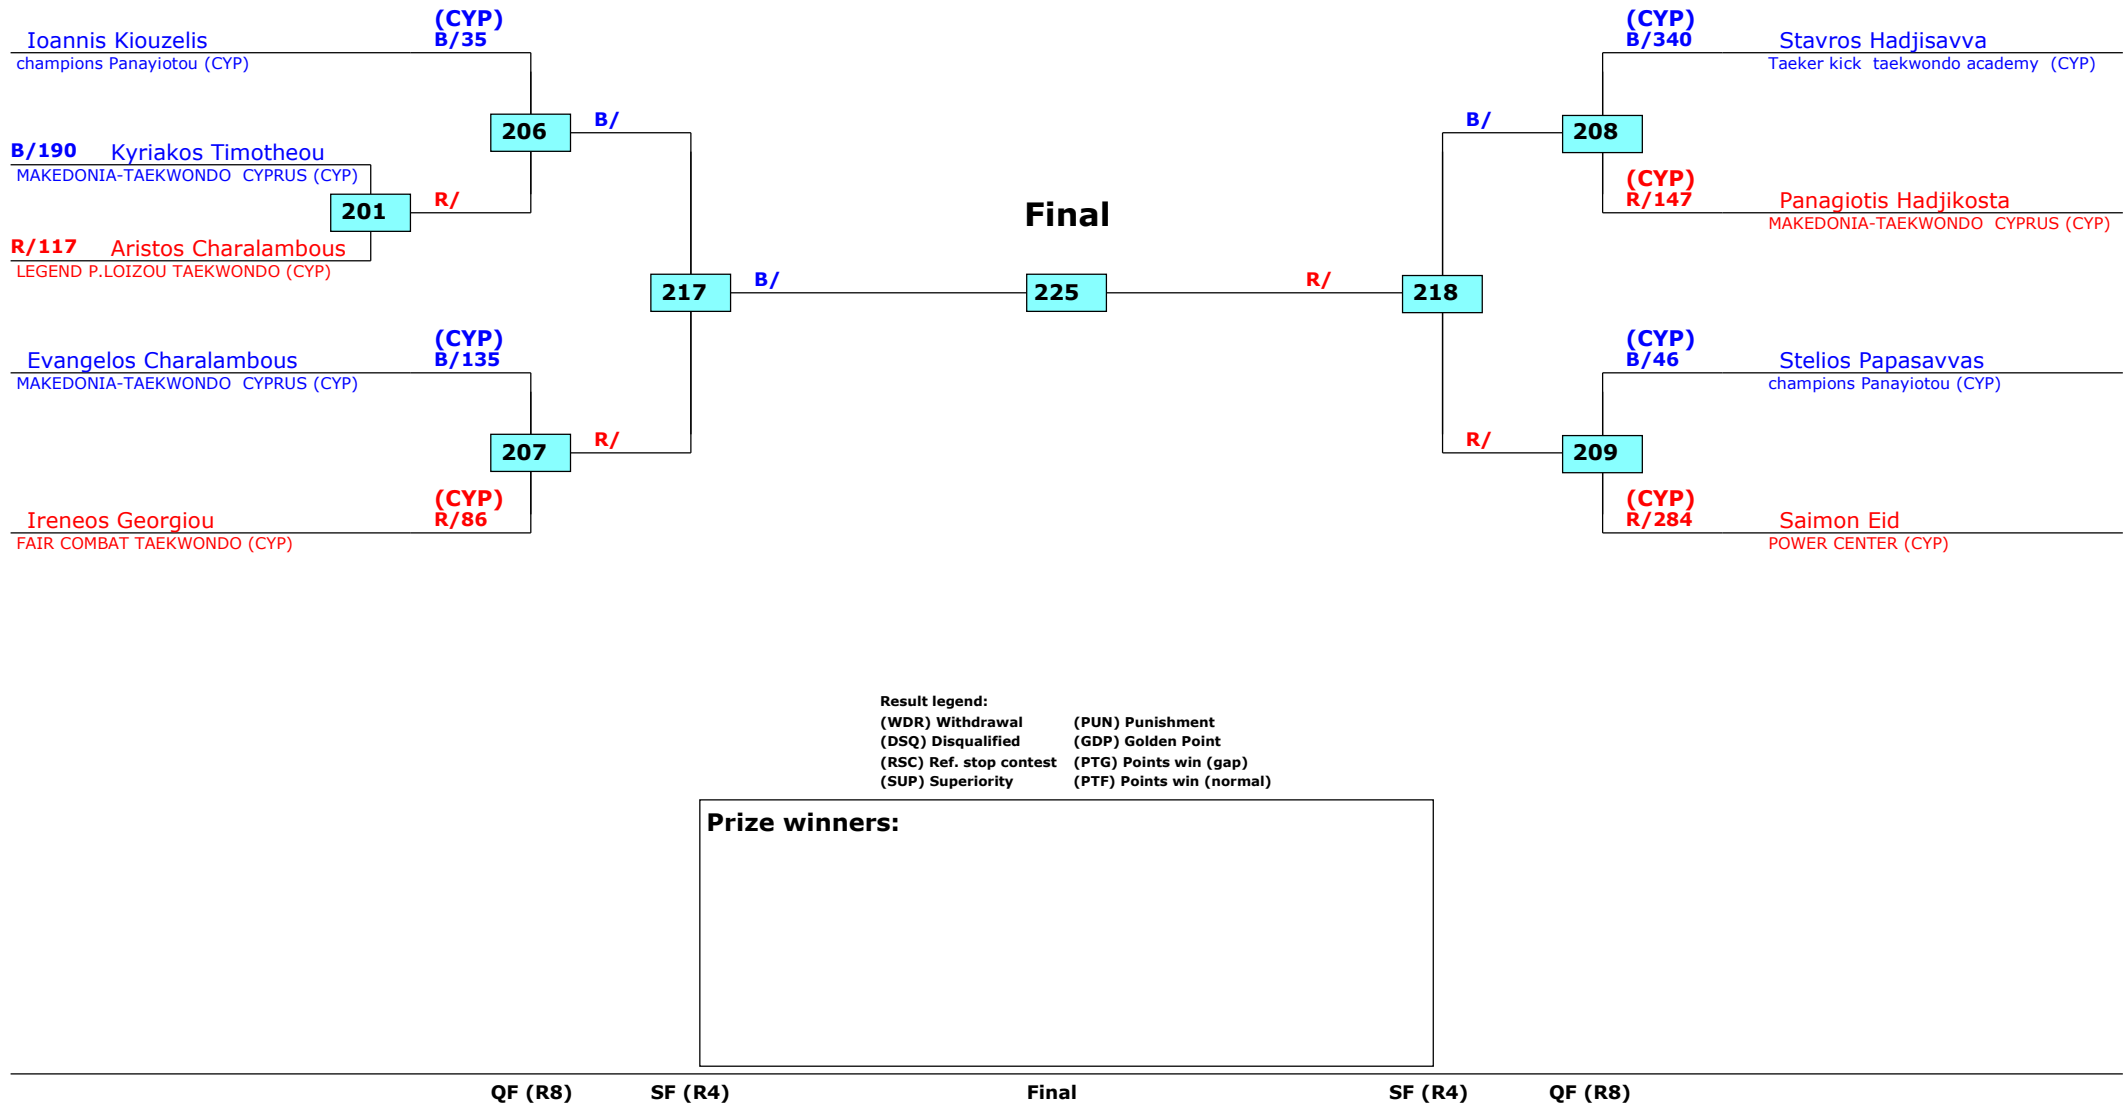 (CYP)
Ioannis Kiouzelis B/35
champions Panayiotou (CYP)
206 B/
B/190 Kyriakos Timotheou
MAKEDONIA-TAEKWONDO CYPRUS (CYP)
201 R/
R/117 Aristos Charalambous
LEGEND P.LOIZOU TAEKWONDO (CYP)
217 B/
(CYP)
Evangelos Charalambous B/135
MAKEDONIA-TAEKWONDO CYPRUS (CYP)
207 R/
(CYP)
Ireneos Georgiou R/86
FAIR COMBAT TAEKWONDO (CYP)
Final
225
(CYP)
B/340 Stavros Hadjisavva
Taeker kick taekwondo academy (CYP)
B/ 208
(CYP)
R/147 Panagiotis Hadjikosta
MAKEDONIA-TAEKWONDO CYPRUS (CYP)
R/ 218
(CYP)
B/46 Stelios Papasavvas
champions Panayiotou (CYP)
R/ 209
(CYP)
R/284 Saimon Eid
POWER CENTER (CYP)
Result legend:
(WDR) Withdrawal (PUN) Punishment
(DSQ) Disqualified (GDP) Golden Point
(RSC) Ref. stop contest (PTG) Points win (gap)
(SUP) Superiority (PTF) Points win (normal)
Prize winners:
QF (R8) SF (R4) Final SF (R4) QF (R8)